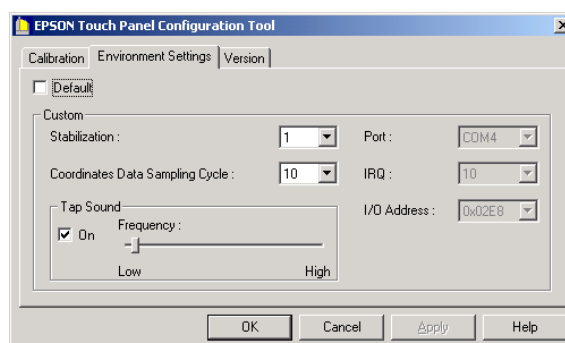 EPSON Touch Panel Configuration Tool
Calibration Environment Settings Version
Default
Custom
Stabilization : 1 Port : COM4
Coordinates Data Sampling Cycle : 10 IRQ : 10
Tap Sound I/O Address : 0x02E8
On Frequency :
Low High
OK Cancel Apply Help